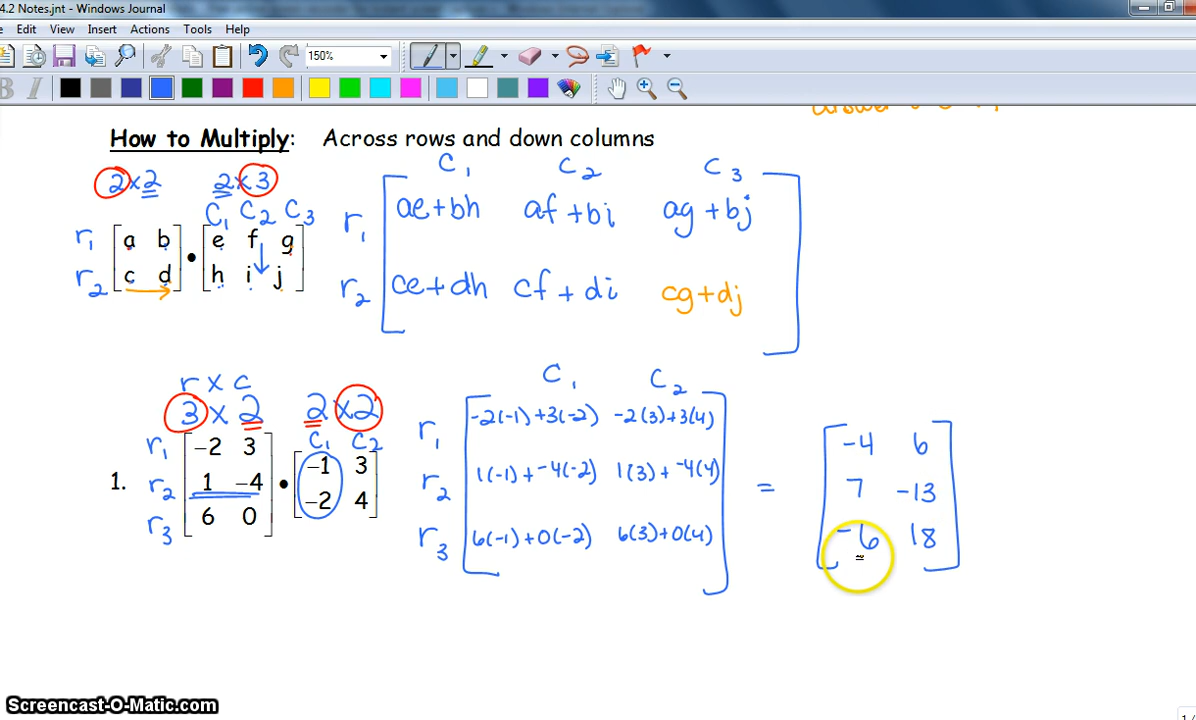 4.2 Notes.jnt - Windows Journal
Edit View Insert Actions Tools Help
150%
B I
How to Multiply: Across rows and down columns
2x2 2x3
C1 C2 C3
r1 a b e f g
r2 c d h i j
C1 C2 C3
r1 ae+bh af+bi ag+bj
r2 ce+dh cf+di cg+dj
r x c
3 x 2 2 x 2
C1 C2
r1 -2 3
1. r2 1 -4 • -1 3
r3 6 0 -2 4
C1 C2
r1 -2(-1)+3(-2) -2(3)+3(4)
r2 1(-1)+-4(-2) 1(3)+-4(4)
r3 6(-1)+0(-2) 6(3)+0(4)
=
-4 6
7 -13
-6 18
Screencast-O-Matic.com